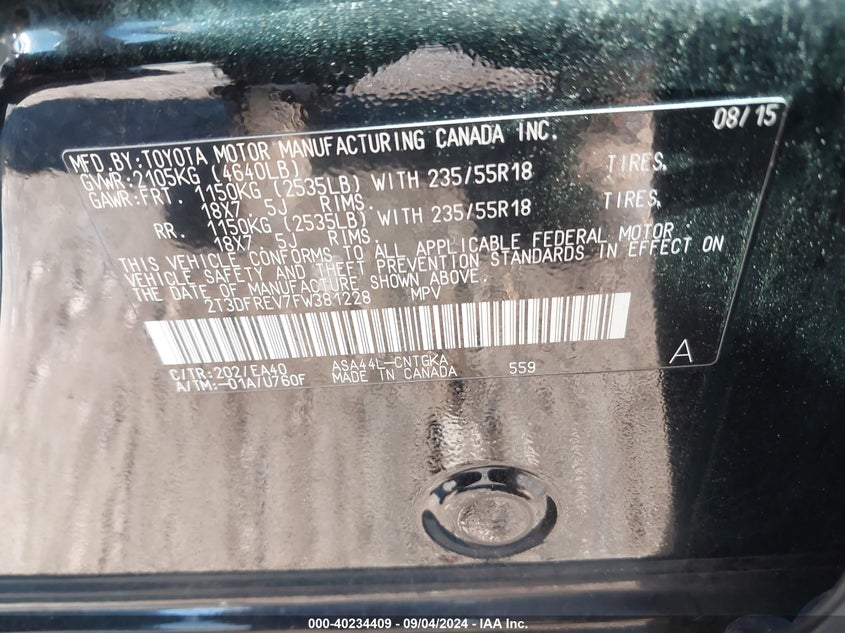 08/15
MFD.BY:TOYOTA MOTOR MANUFACTURING CANADA INC.
GVWR:2105KG (4640LB)
GAWR:FRT. 1150KG (2535LB) WITH 235/55R18 TIRES,
18X7.5J RIMS.
RR. 1150KG (2535LB) WITH 235/55R18 TIRES,
18X7.5J RIMS.
THIS VEHICLE CONFORMS TO ALL APPLICABLE FEDERAL MOTOR
VEHICLE SAFETY AND THEFT PREVENTION STANDARDS IN EFFECT ON
THE DATE OF MANUFACTURE SHOWN ABOVE.
2T3DFREV7FW381228 MPV
A
C/TR:202/EA40 ASA44L-CNTGKA 559
A/TM:-01A/U760F MADE IN CANADA
000-40234409 - 09/04/2024 - IAA Inc.